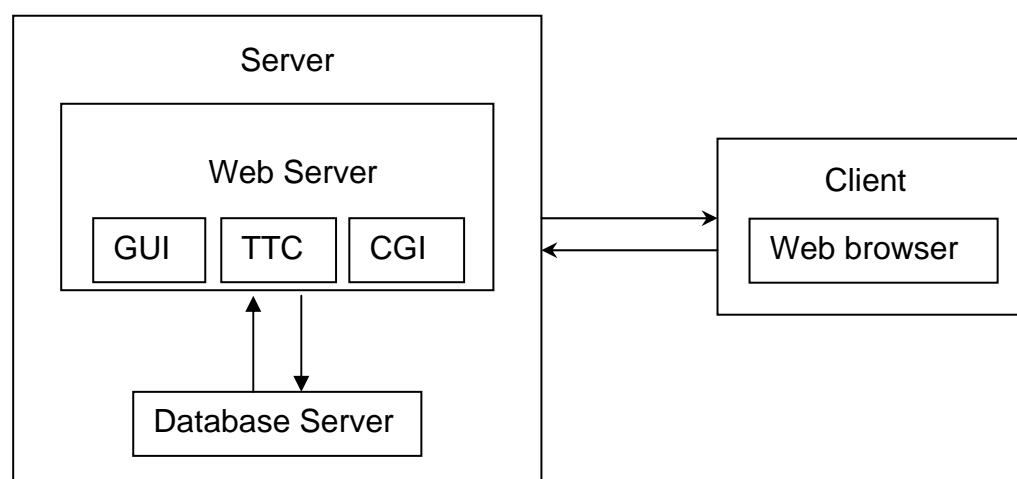 Server
Web Server
GUI TTC CGI
Database Server
Client
Web browser